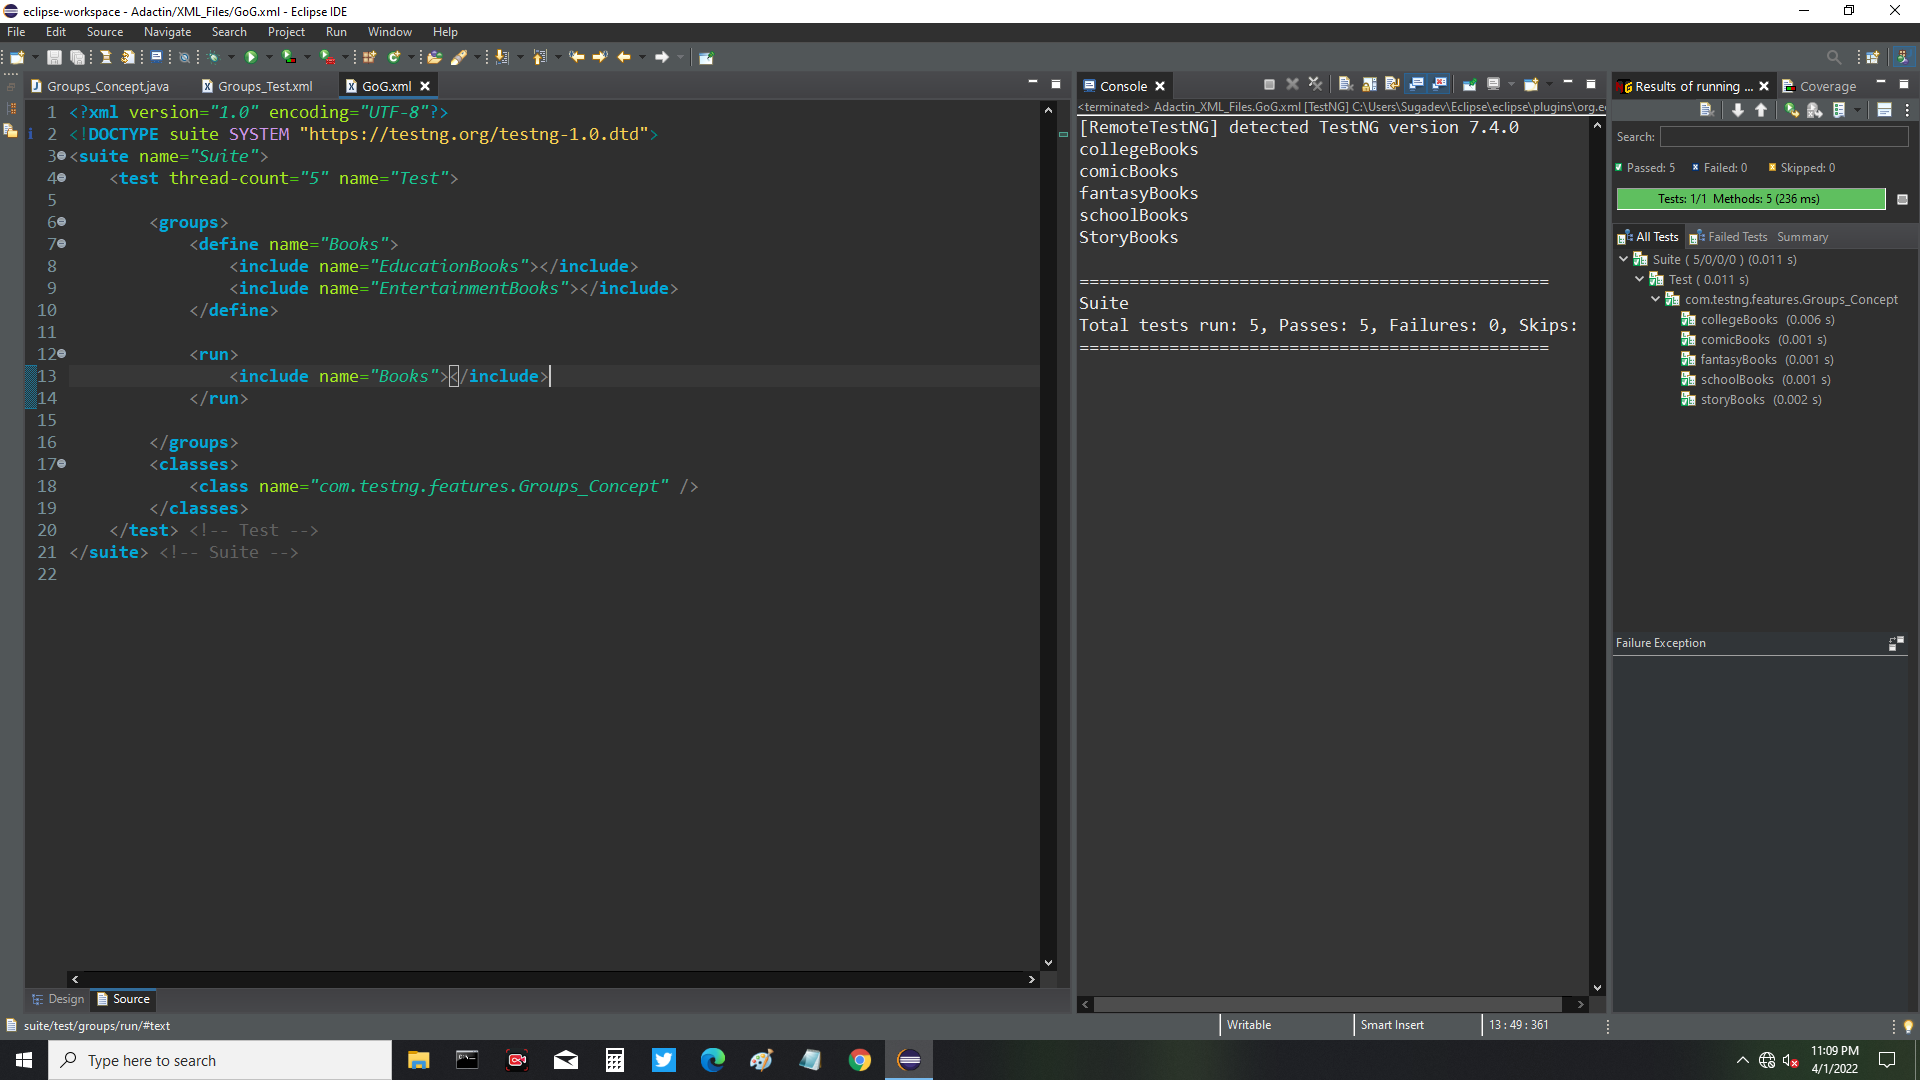 eclipse-workspace - Adactin/XML_Files/GoG.xml - Eclipse IDE
File Edit Source Navigate Search Project Run Window Help
Groups_Concept.java Groups_Test.xml GoG.xml
1 <?xml version="1.0" encoding="UTF-8"?>
2 <!DOCTYPE suite SYSTEM "https://testng.org/testng-1.0.dtd">
3 <suite name="Suite">
4 <test thread-count="5" name="Test">
5
6 <groups>
7 <define name="Books">
8 <include name="EducationBooks"></include>
9 <include name="EntertainmentBooks"></include>
10 </define>
11
12 <run>
13 <include name="Books"></include>
14 </run>
15
16 </groups>
17 <classes>
18 <class name="com.testng.features.Groups_Concept" />
19 </classes>
20 </test> <!-- Test -->
21 </suite> <!-- Suite -->
22
Design Source
suite/test/groups/run/#text
Console
<terminated> Adactin_XML_Files.GoG.xml [TestNG] C:\Users\Sugadev\Eclipse\eclipse\plugins\org.e
[RemoteTestNG] detected TestNG version 7.4.0
collegeBooks
comicBooks
fantasyBooks
schoolBooks
StoryBooks
===============================================
Suite
Total tests run: 5, Passes: 5, Failures: 0, Skips:
===============================================
Results of running ... Coverage
Search:
Passed: 5 Failed: 0 Skipped: 0
Tests: 1/1 Methods: 5 (236 ms)
All Tests Failed Tests Summary
Suite ( 5/0/0/0 ) (0.011 s)
Test ( 0.011 s)
com.testng.features.Groups_Concept
collegeBooks (0.006 s)
comicBooks (0.001 s)
fantasyBooks (0.001 s)
schoolBooks (0.001 s)
storyBooks (0.002 s)
Failure Exception
Writable Smart Insert 13 : 49 : 361
Type here to search
11:09 PM
4/1/2022